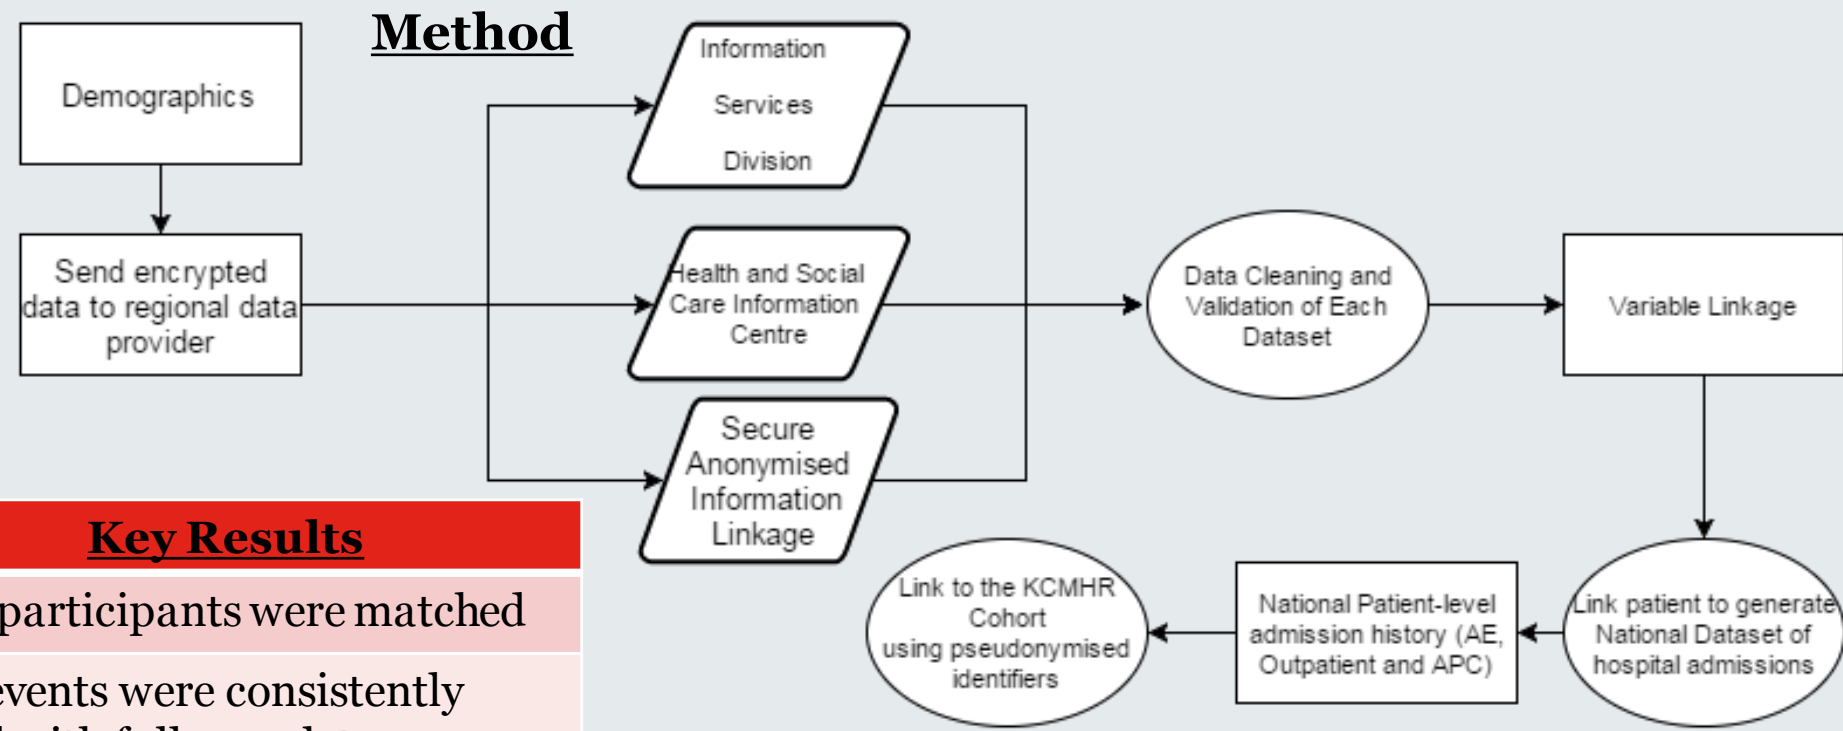 Method
Demographics
Send encrypted
data to regional data
provider
Information
Services
Division
Health and Social
Care Information
Centre
Secure
Anonymised
Information
Linkage
Data Cleaning and
Validation of Each
Dataset
Variable Linkage
Link patient to generate
National Dataset of
hospital admissions
National Patient-level
admission history (AE,
Outpatient and APC)
Link to the KCMHR
Cohort
using pseudonymised
identifiers
Key Results
participants were matched
events were consistently